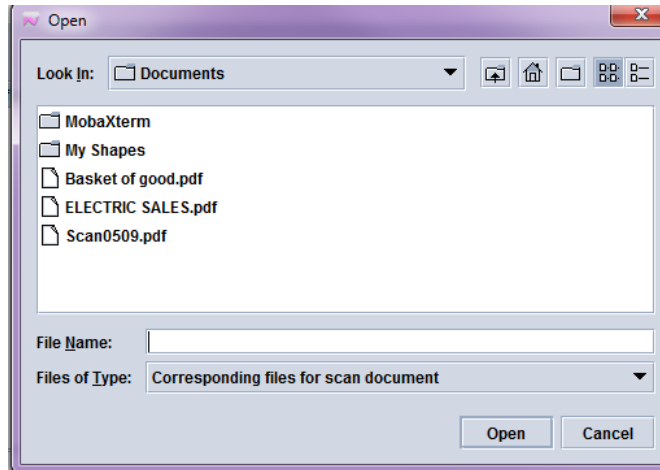 Open
Look In: Documents
MobaXterm
My Shapes
Basket of good.pdf
ELECTRIC SALES.pdf
Scan0509.pdf
File Name:
Files of Type: Corresponding files for scan document
Open Cancel